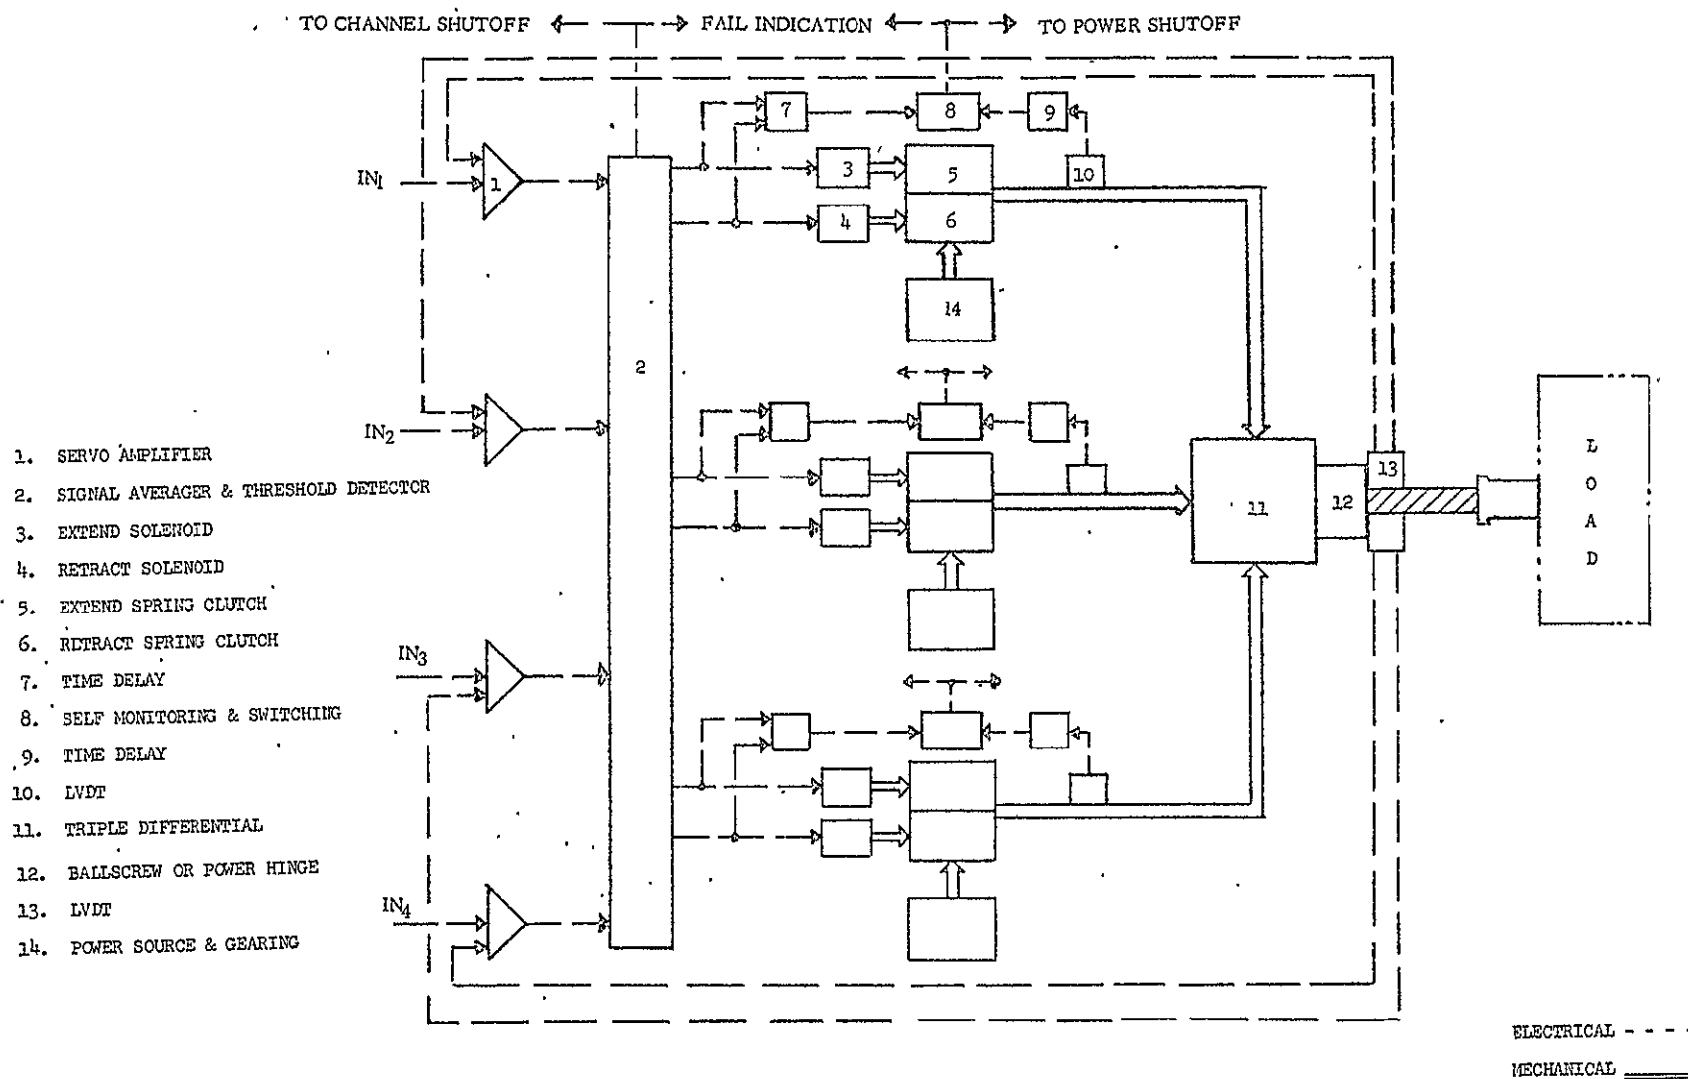 TO CHANNEL SHUTOFF FAIL INDICATION TO POWER SHUTOFF
7 8 9
IN1 1 3 5 10
4 6
14
2
IN2
11 12 13
L
O
A
D
IN3
IN4
1. SERVO AMPLIFIER
2. SIGNAL AVERAGER & THRESHOLD DETECTOR
3. EXTEND SOLENOID
4. RETRACT SOLENOID
5. EXTEND SPRING CLUTCH
6. RETRACT SPRING CLUTCH
7. TIME DELAY
8. SELF MONITORING & SWITCHING
9. TIME DELAY
10. LVDT
11. TRIPLE DIFFERENTIAL
12. BALLSCREW OR POWER HINGE
13. LVDT
14. POWER SOURCE & GEARING
ELECTRICAL
MECHANICAL